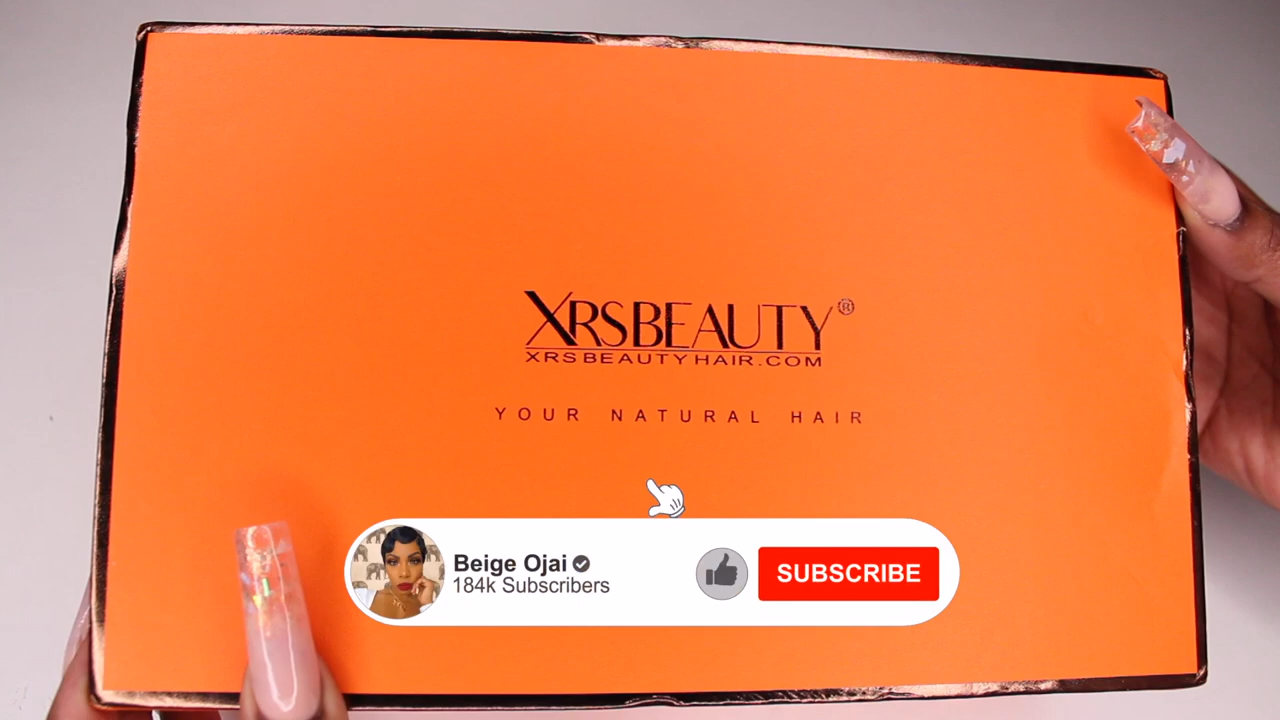 XRSBEAUTY®
XRSBEAUTYHAIR.COM
YOUR NATURAL HAIR
Beige Ojai
184k Subscribers
SUBSCRIBE